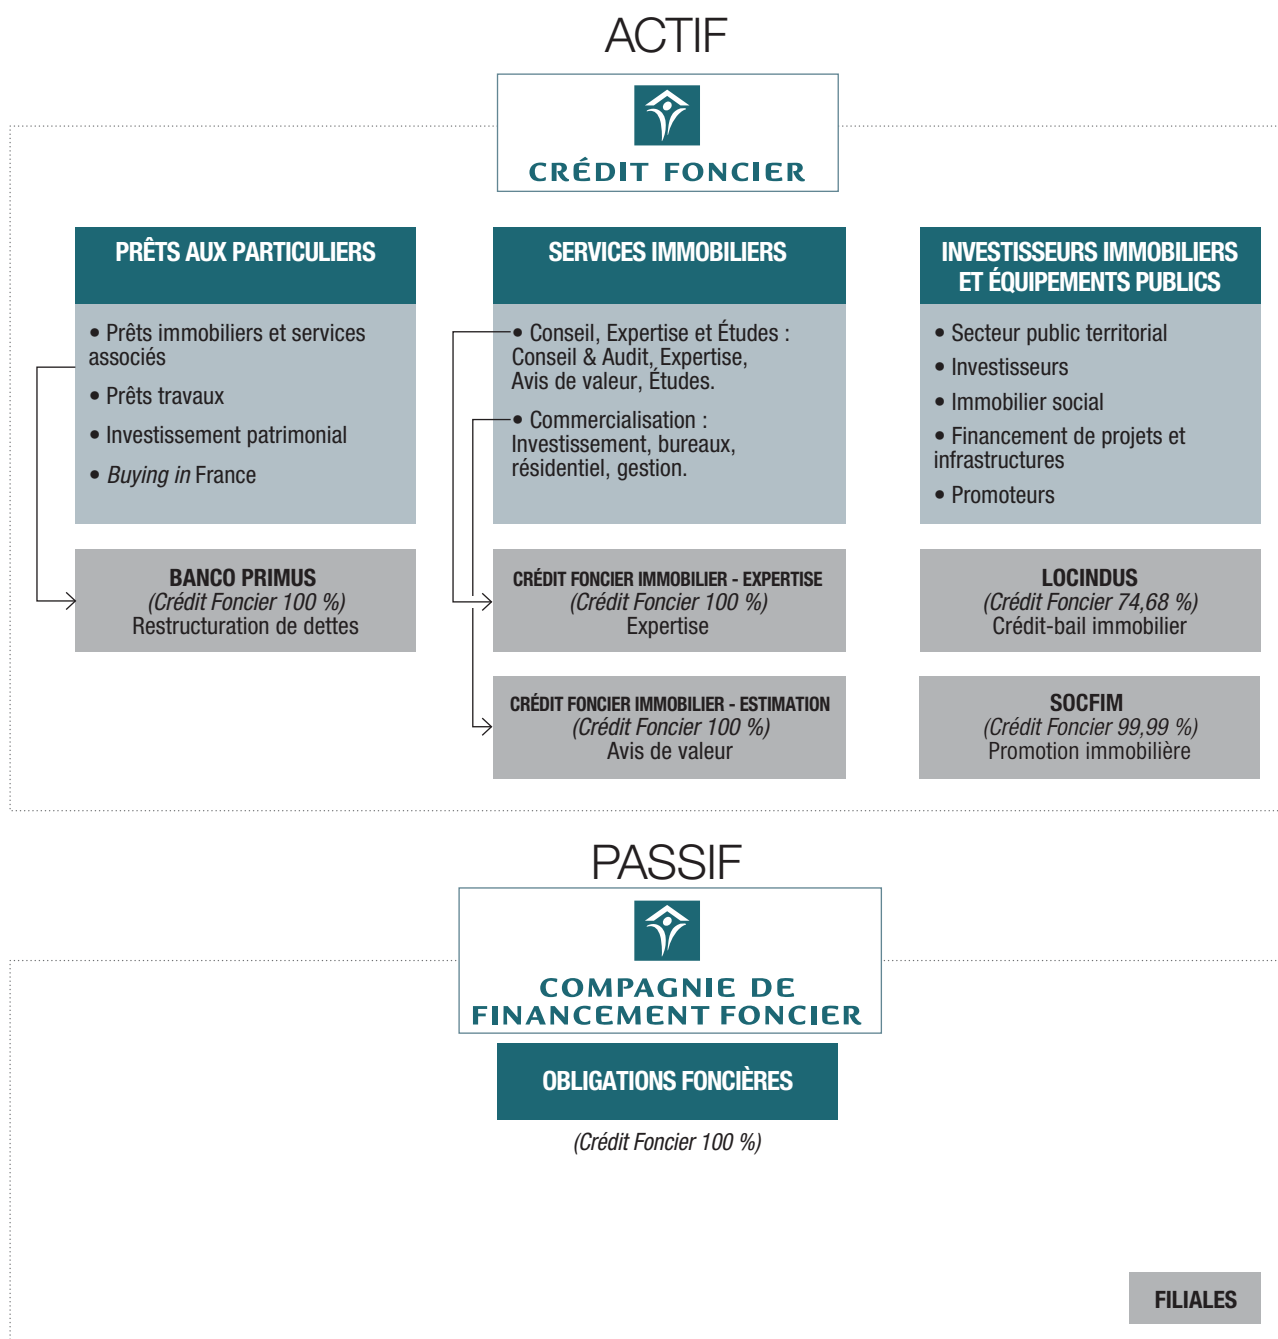 ACTIF
CRÉDIT FONCIER
PRÊTS AUX PARTICULIERS
• Prêts immobiliers et services
associés
• Prêts travaux
• Investissement patrimonial
• Buying in France
BANCO PRIMUS
(Crédit Foncier 100 %)
Restructuration de dettes
SERVICES IMMOBILIERS
• Conseil, Expertise et Études :
Conseil & Audit, Expertise,
Avis de valeur, Études.
• Commercialisation :
Investissement, bureaux,
résidentiel, gestion.
CRÉDIT FONCIER IMMOBILIER - EXPERTISE
(Crédit Foncier 100 %)
Expertise
CRÉDIT FONCIER IMMOBILIER - ESTIMATION
(Crédit Foncier 100 %)
Avis de valeur
INVESTISSEURS IMMOBILIERS
ET ÉQUIPEMENTS PUBLICS
• Secteur public territorial
• Investisseurs
• Immobilier social
• Financement de projets et
infrastructures
• Promoteurs
LOCINDUS
(Crédit Foncier 74,68 %)
Crédit-bail immobilier
SOCFIM
(Crédit Foncier 99,99 %)
Promotion immobilière
PASSIF
COMPAGNIE DE
FINANCEMENT FONCIER
OBLIGATIONS FONCIÈRES
(Crédit Foncier 100 %)
FILIALES